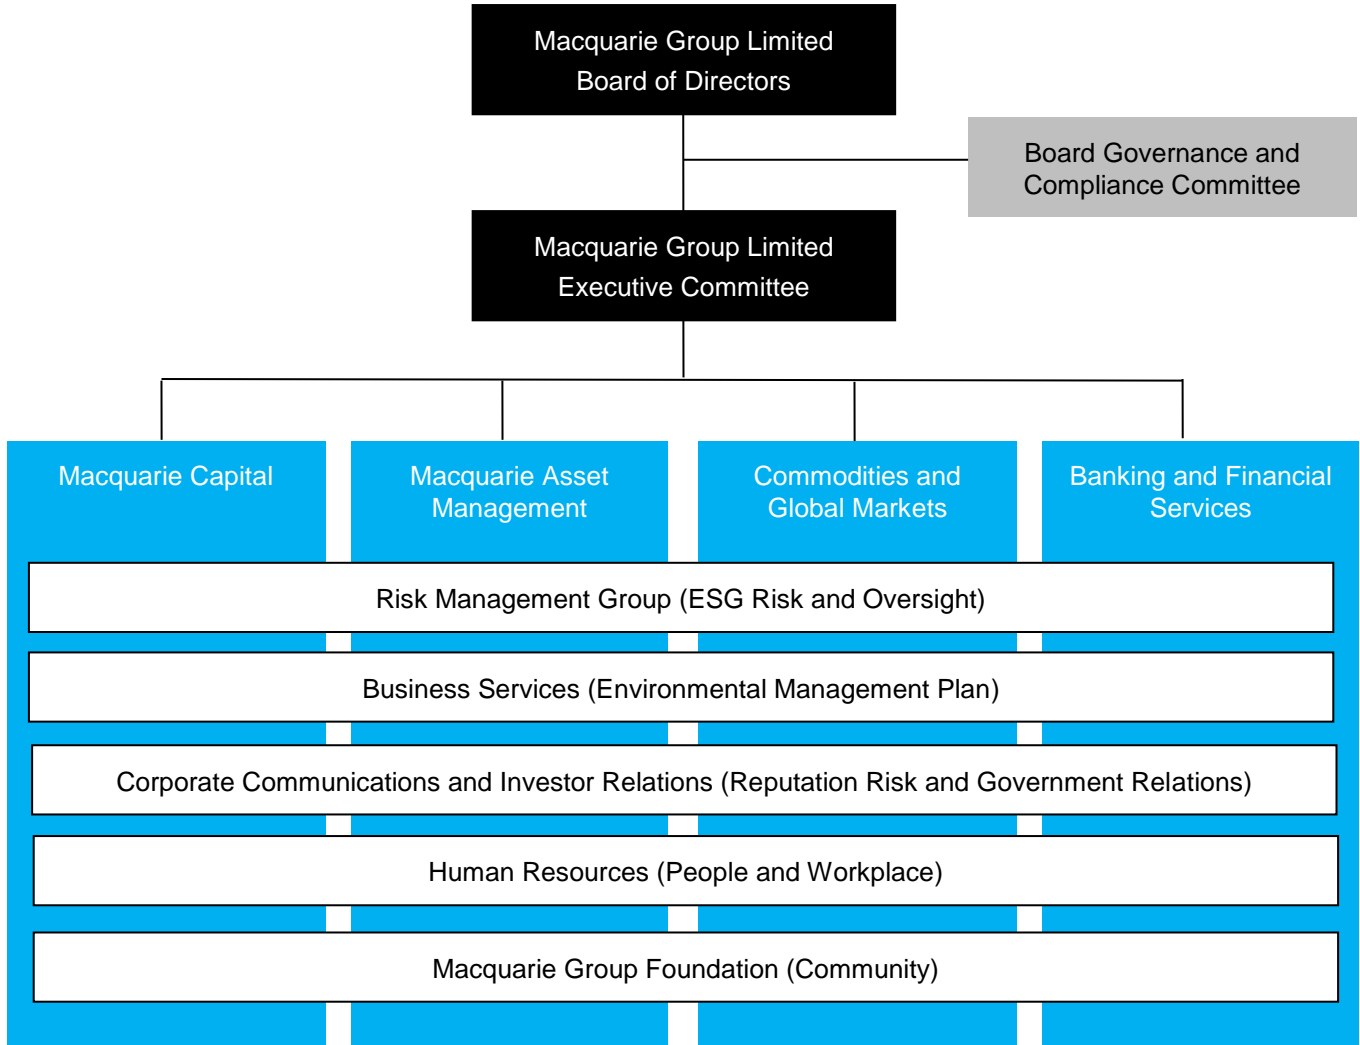 Macquarie Group Limited
Board of Directors
Board Governance and
Compliance Committee
Macquarie Group Limited
Executive Committee
Macquarie Capital
Macquarie Asset
Management
Commodities and
Global Markets
Banking and Financial
Services
Risk Management Group (ESG Risk and Oversight)
Business Services (Environmental Management Plan)
Corporate Communications and Investor Relations (Reputation Risk and Government Relations)
Human Resources (People and Workplace)
Macquarie Group Foundation (Community)